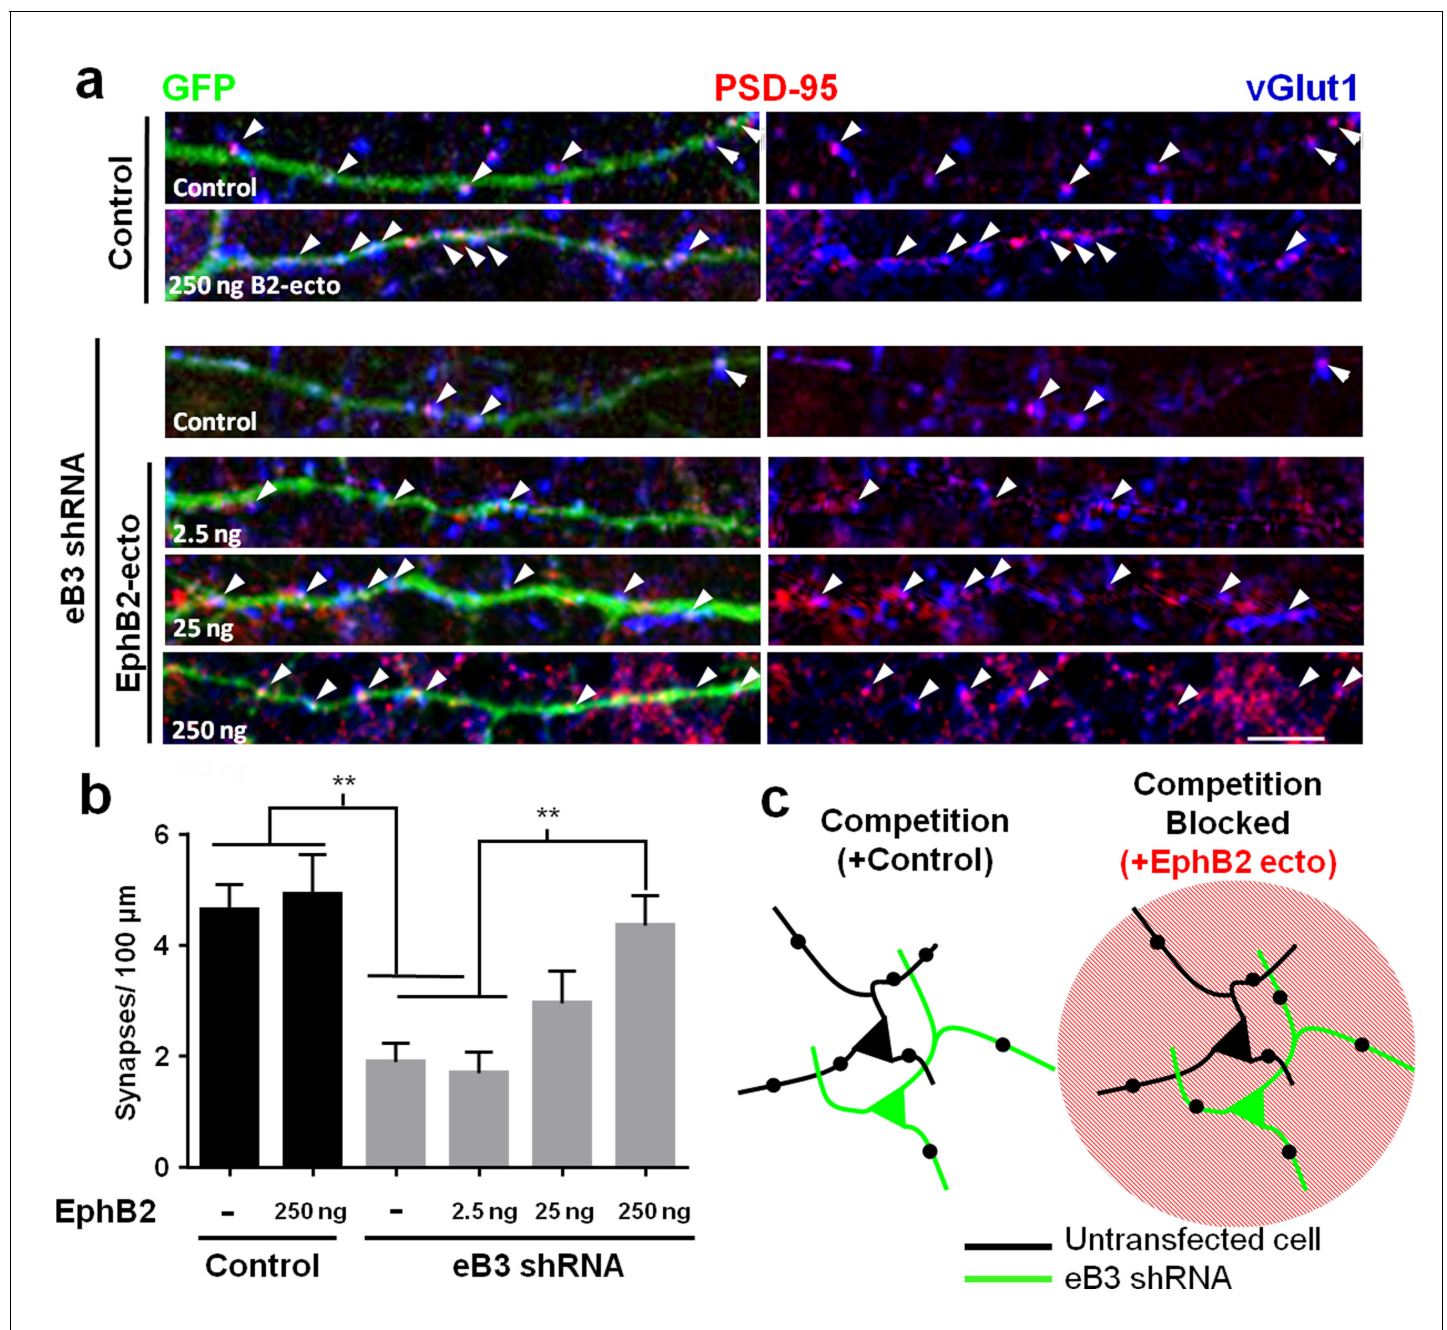 a
GFP PSD-95 vGlut1
Control
Control
250 ng B2-ecto
eB3 shRNA
Control
EphB2-ecto
2.5 ng
25 ng
250 ng
b
**
**
Synapses/ 100 µm
6
4
2
0
EphB2 - 250 ng - 2.5 ng 25 ng 250 ng
Control eB3 shRNA
c
Competition
(+Control)
Competition
Blocked
(+EphB2 ecto)
Untransfected cell
eB3 shRNA